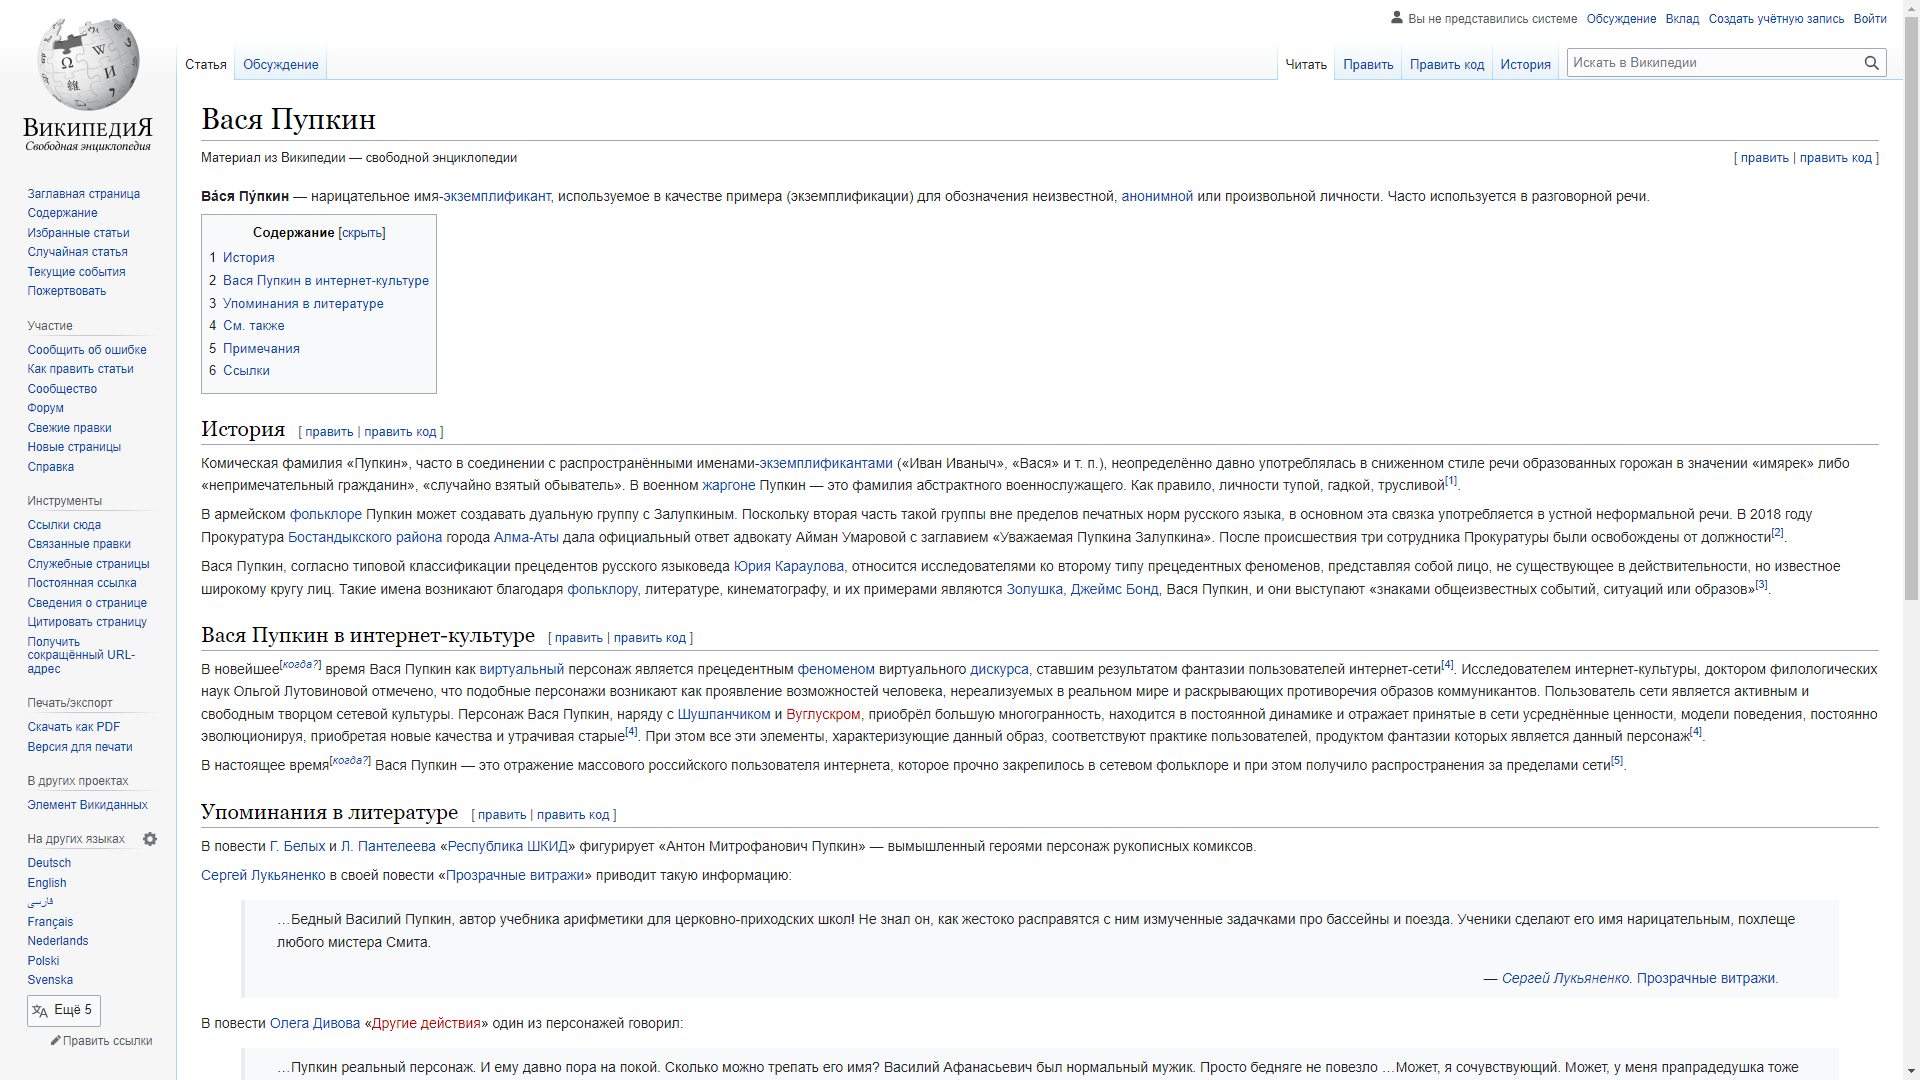 Вы не представились системе Обсуждение Вклад Создать учётную запись Войти
Статья Обсуждение Читать Править Править код История Искать в Википедии
ВикипедиЯ
Свободная энциклопедия
Заглавная страница
Содержание
Избранные статьи
Случайная статья
Текущие события
Пожертвовать
Участие
Сообщить об ошибке
Как править статьи
Сообщество
Форум
Свежие правки
Новые страницы
Справка
Инструменты
Ссылки сюда
Связанные правки
Служебные страницы
Постоянная ссылка
Сведения о странице
Цитировать страницу
Получить
сокращённый URL-
адрес
Печать/экспорт
Скачать как PDF
Версия для печати
В других проектах
Элемент Викиданных
На других языках
Deutsch
English
فارسی
Français
Nederlands
Polski
Svenska
Ещё 5
Править ссылки
Вася Пупкин
Материал из Википедии — свободной энциклопедии [ править | править код ]
Ва́ся Пу́пкин — нарицательное имя-экземплификант, используемое в качестве примера (экземплификации) для обозначения неизвестной, анонимной или произвольной личности. Часто используется в разговорной речи.
Содержание [скрыть]
1 История
2 Вася Пупкин в интернет-культуре
3 Упоминания в литературе
4 См. также
5 Примечания
6 Ссылки
История [ править | править код ]
Комическая фамилия «Пупкин», часто в соединении с распространёнными именами-экземплификантами («Иван Иваныч», «Вася» и т. п.), неопределённо давно употреблялась в сниженном стиле речи образованных горожан в значении «имярек» либо
«непримечательный гражданин», «случайно взятый обыватель». В военном жаргоне Пупкин — это фамилия абстрактного военнослужащего. Как правило, личности тупой, гадкой, трусливой[1].
В армейском фольклоре Пупкин может создавать дуальную группу с Залупкиным. Поскольку вторая часть такой группы вне пределов печатных норм русского языка, в основном эта связка употребляется в устной неформальной речи. В 2018 году
Прокуратура Бостандыкского района города Алма-Аты дала официальный ответ адвокату Айман Умаровой с заглавием «Уважаемая Пупкина Залупкина». После происшествия три сотрудника Прокуратуры были освобождены от должности[2].
Вася Пупкин, согласно типовой классификации прецедентов русского языковеда Юрия Караулова, относится исследователями ко второму типу прецедентных феноменов, представляя собой лицо, не существующее в действительности, но известное
широкому кругу лиц. Такие имена возникают благодаря фольклору, литературе, кинематографу, и их примерами являются Золушка, Джеймс Бонд, Вася Пупкин, и они выступают «знаками общеизвестных событий, ситуаций или образов»[3].
Вася Пупкин в интернет-культуре [ править | править код ]
В новейшее[когда?] время Вася Пупкин как виртуальный персонаж является прецедентным феноменом виртуального дискурса, ставшим результатом фантазии пользователей интернет-сети[4]. Исследователем интернет-культуры, доктором филологических
наук Ольгой Лутовиновой отмечено, что подобные персонажи возникают как проявление возможностей человека, нереализуемых в реальном мире и раскрывающих противоречия образов коммуникантов. Пользователь сети является активным и
свободным творцом сетевой культуры. Персонаж Вася Пупкин, наряду с Шушпанчиком и Вуглускром, приобрёл большую многогранность, находится в постоянной динамике и отражает принятые в сети усреднённые ценности, модели поведения, постоянно
эволюционируя, приобретая новые качества и утрачивая старые[4]. При этом все эти элементы, характеризующие данный образ, соответствуют практике пользователей, продуктом фантазии которых является данный персонаж[4].
В настоящее время[когда?] Вася Пупкин — это отражение массового российского пользователя интернета, которое прочно закрепилось в сетевом фольклоре и при этом получило распространения за пределами сети[5].
Упоминания в литературе [ править | править код ]
В повести Г. Белых и Л. Пантелеева «Республика ШКИД» фигурирует «Антон Митрофанович Пупкин» — вымышленный героями персонаж рукописных комиксов.
Сергей Лукьяненко в своей повести «Прозрачные витражи» приводит такую информацию:
…Бедный Василий Пупкин, автор учебника арифметики для церковно-приходских школ! Не знал он, как жестоко расправятся с ним измученные задачками про бассейны и поезда. Ученики сделают его имя нарицательным, похлеще
любого мистера Смита.
— Сергей Лукьяненко. Прозрачные витражи.
В повести Олега Дивова «Другие действия» один из персонажей говорил:
…Пупкин реальный персонаж. И ему давно пора на покой. Сколько можно трепать его имя? Василий Афанасьевич был нормальный мужик. Просто бедняге не повезло …Может, я сочувствующий. Может, у меня прапрадедушка тоже